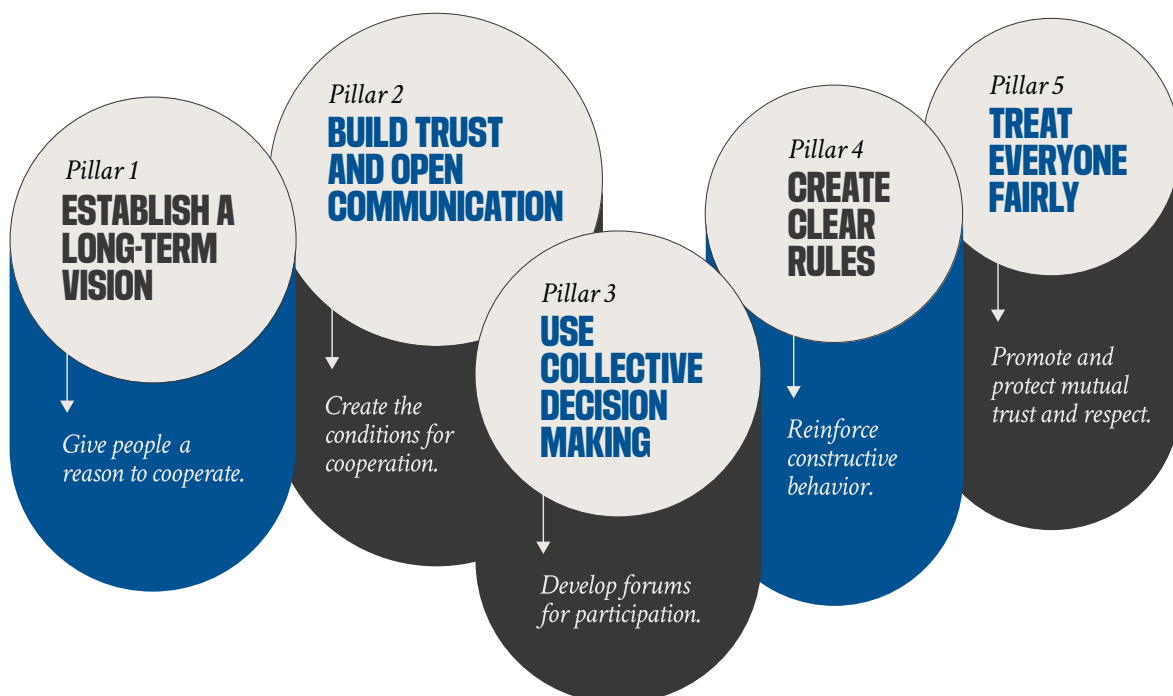 Pillar 1
ESTABLISH A
LONG-TERM
VISION
Give people a
reason to cooperate.
Pillar 2
BUILD TRUST
AND OPEN
COMMUNICATION
Create the
conditions for
cooperation.
Pillar 3
USE
COLLECTIVE
DECISION
MAKING
Develop forums
for participation.
Pillar 4
CREATE
CLEAR
RULES
Reinforce
constructive
behavior.
Pillar 5
TREAT
EVERYONE
FAIRLY
Promote and
protect mutual
trust and respect.